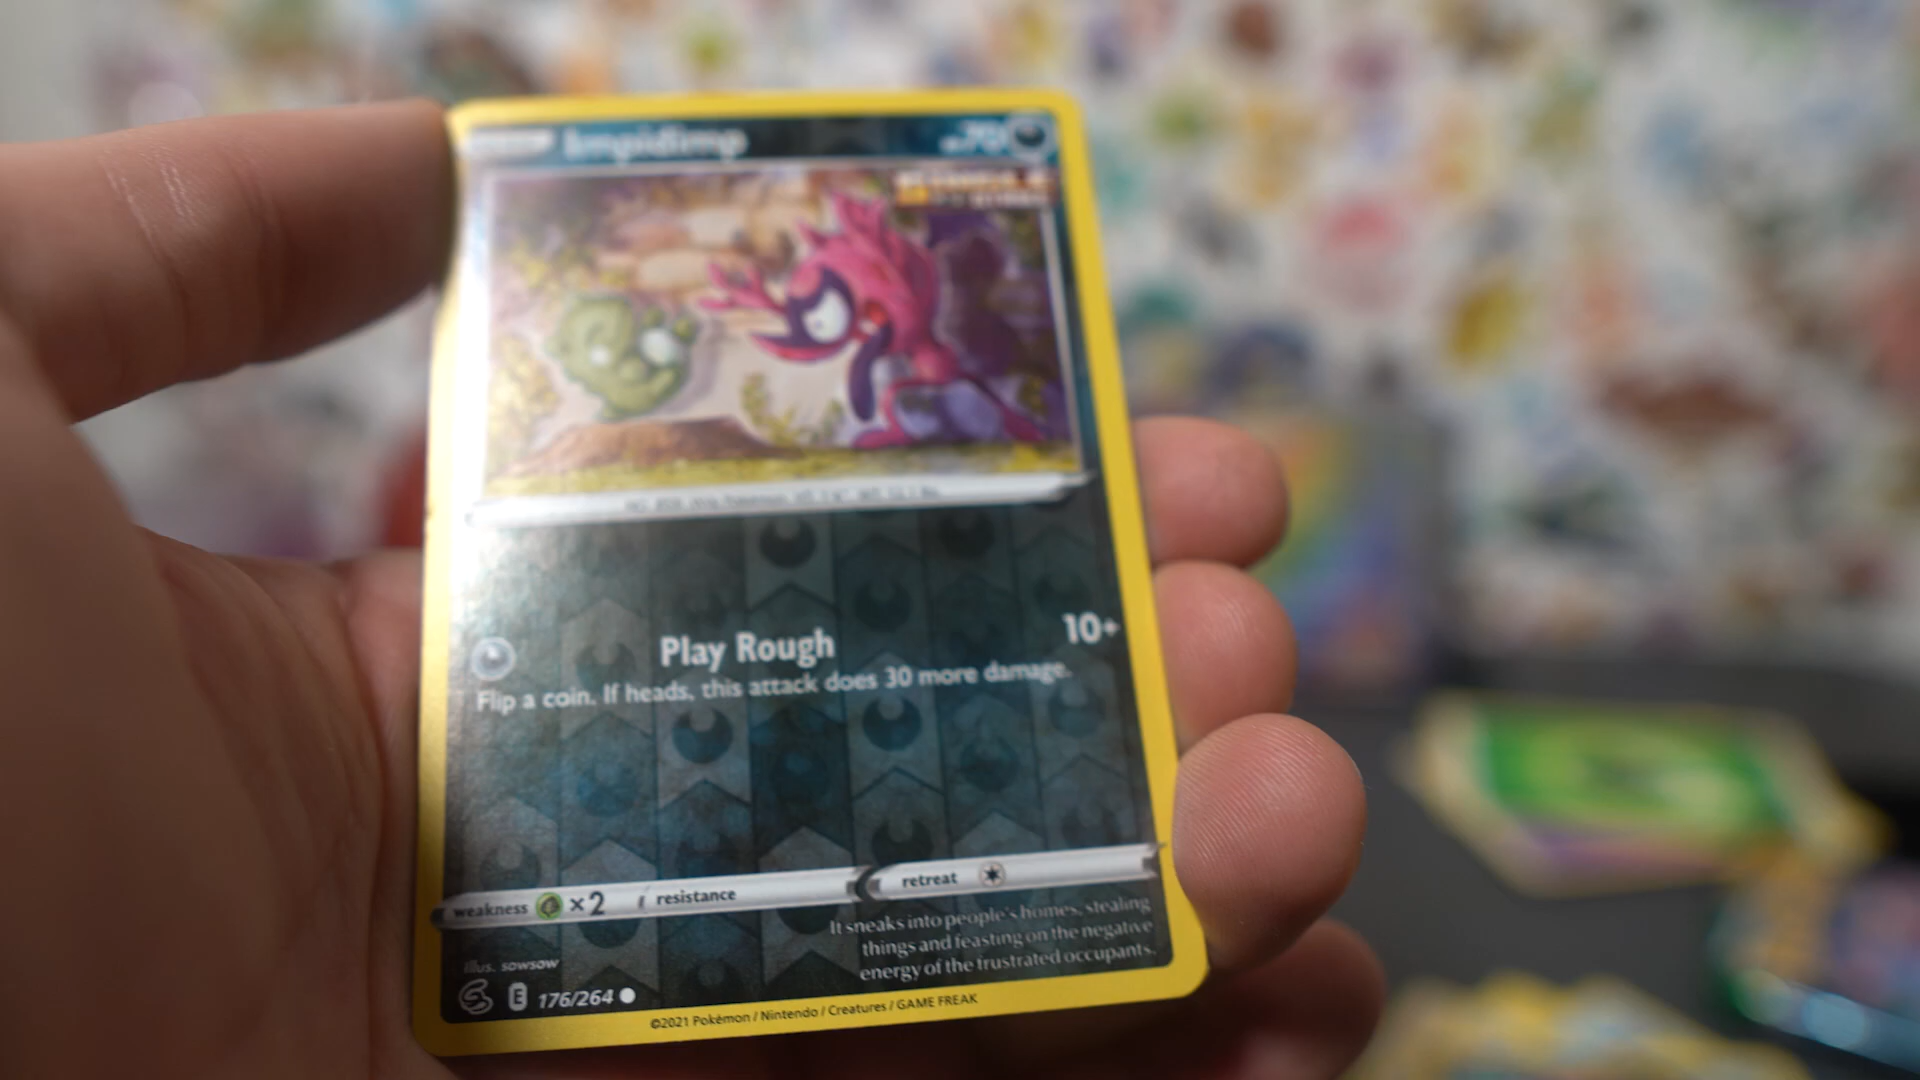 Impidimp
70
Play Rough
10+
Flip a coin. If heads, this attack does 30 more damage.
weakness ×2 resistance retreat
It sneaks into people's homes, stealing
things and feasting on the negative
energy of the frustrated occupants.
illus. sowsow
E 176/264
©2021 Pokémon / Nintendo / Creatures / GAME FREAK